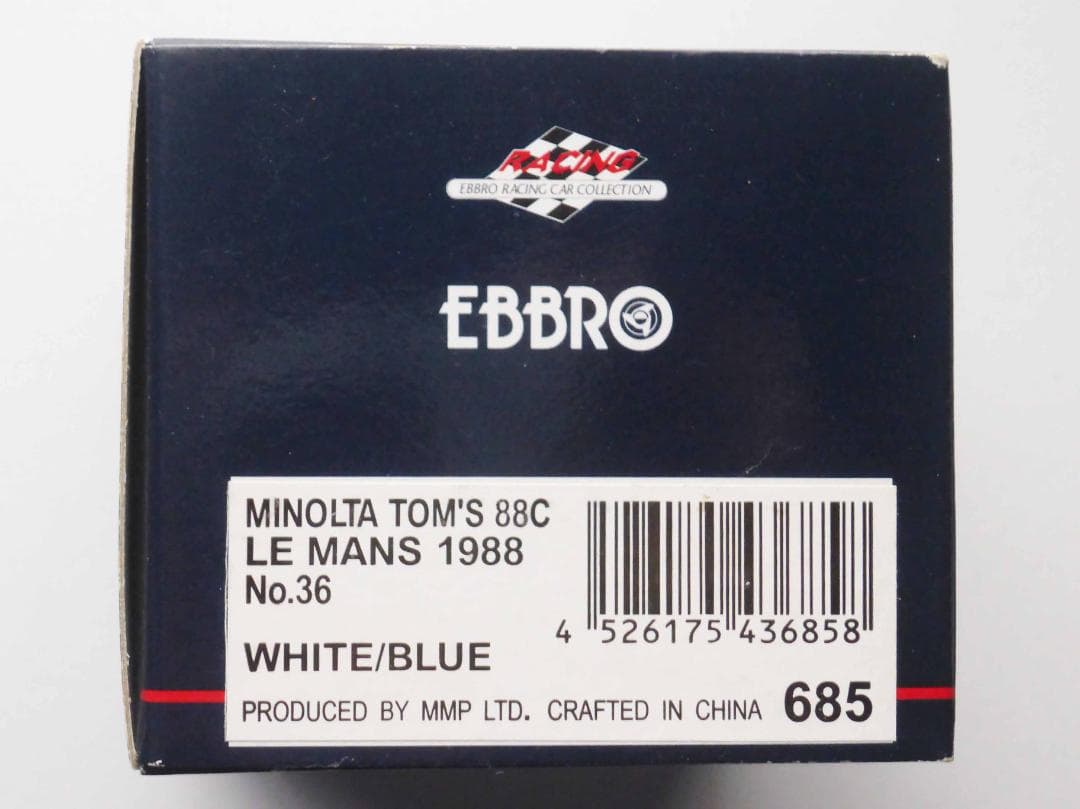 RACING
EBBRO RACING CAR COLLECTION
EBBRO
MINOLTA TOM'S 88C
LE MANS 1988
No.36
4 526175 436858
WHITE/BLUE
PRODUCED BY MMP LTD. CRAFTED IN CHINA 685